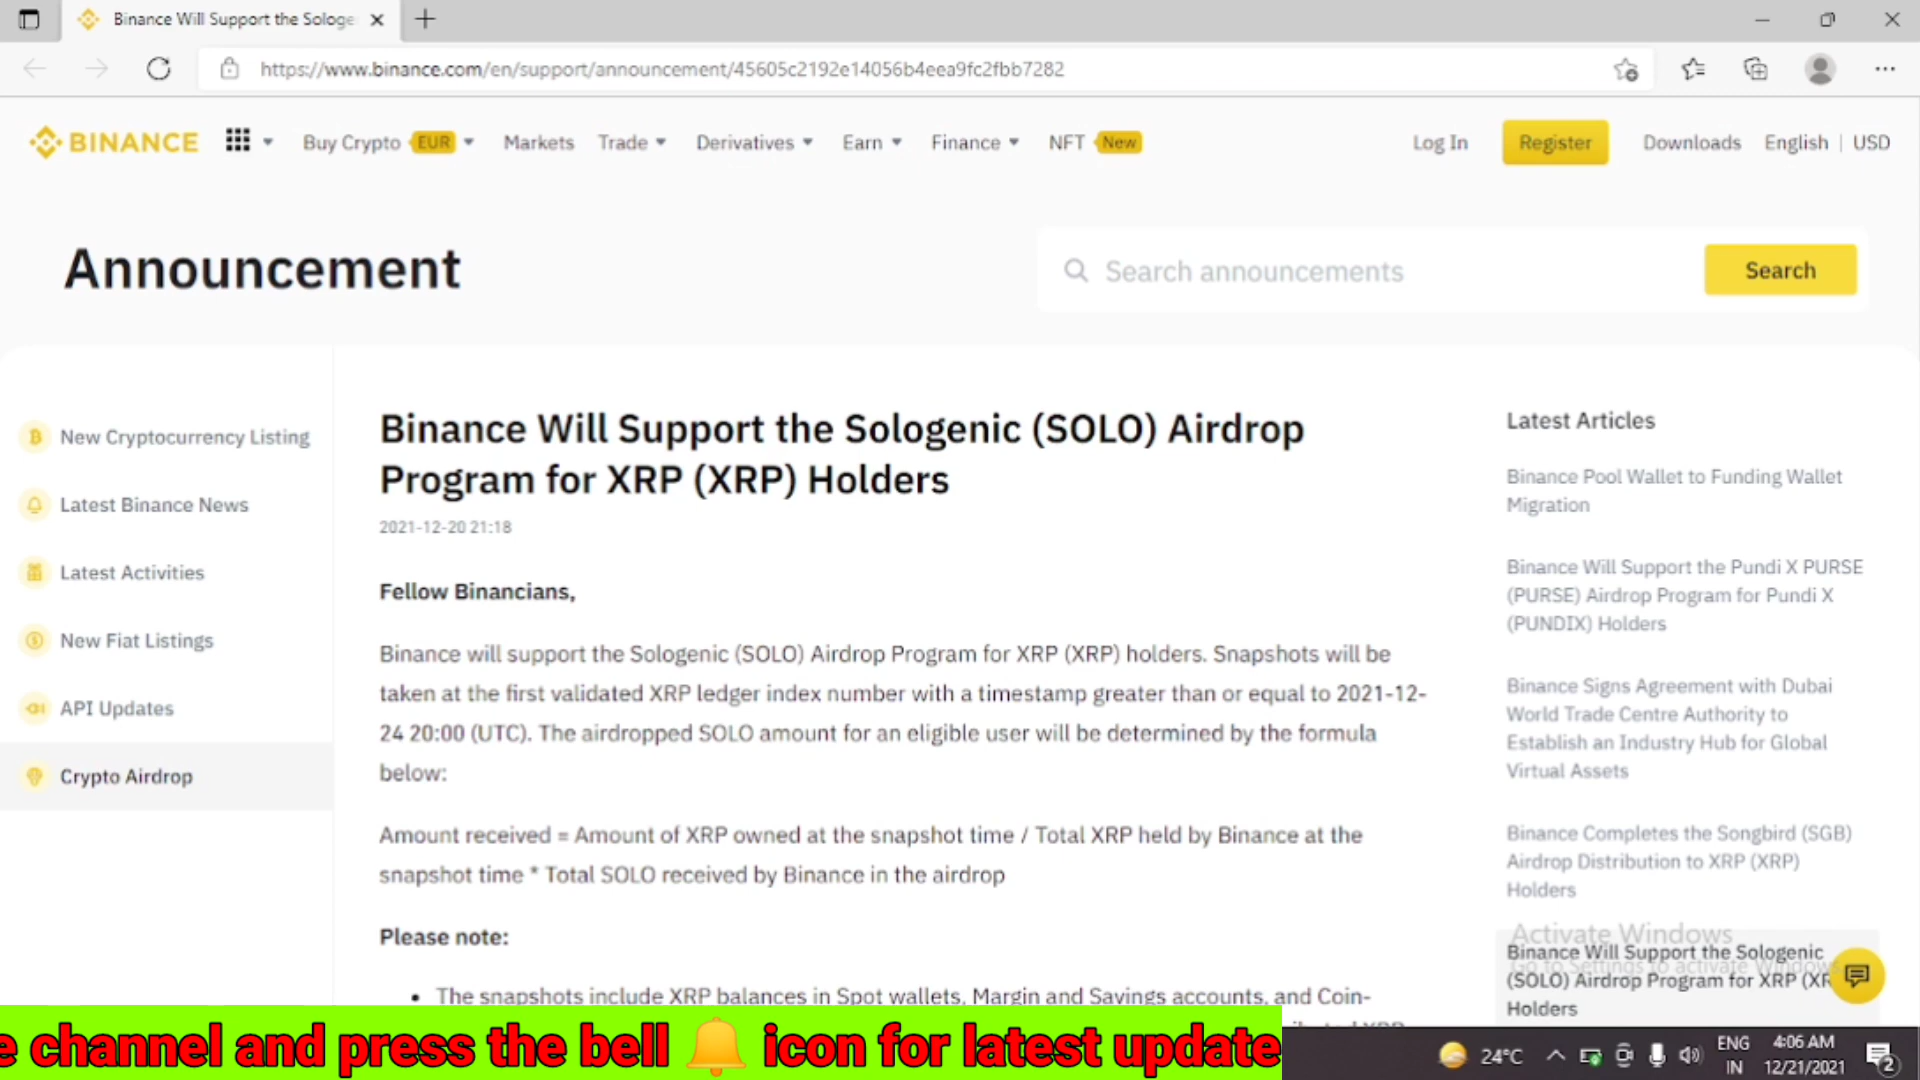 Binance Will Support the Sologe
https://www.binance.com/en/support/announcement/45605c2192e14056b4eea9fc2fbb7282
BINANCE
Buy Crypto EUR Markets Trade Derivatives Earn Finance NFT New
Log In Register Downloads English | USD
Announcement
Search announcements
Search
New Cryptocurrency Listing
Latest Binance News
Latest Activities
New Fiat Listings
API Updates
Crypto Airdrop
Binance Will Support the Sologenic (SOLO) Airdrop
Program for XRP (XRP) Holders
2021-12-20 21:18
Fellow Binancians,
Binance will support the Sologenic (SOLO) Airdrop Program for XRP (XRP) holders. Snapshots will be
taken at the first validated XRP ledger index number with a timestamp greater than or equal to 2021-12-
24 20:00 (UTC). The airdropped SOLO amount for an eligible user will be determined by the formula
below:
Amount received = Amount of XRP owned at the snapshot time / Total XRP held by Binance at the
snapshot time * Total SOLO received by Binance in the airdrop
Please note:
• The snapshots include XRP balances in Spot wallets, Margin and Savings accounts, and Coin-
Latest Articles
Binance Pool Wallet to Funding Wallet
Migration
Binance Will Support the Pundi X PURSE
(PURSE) Airdrop Program for Pundi X
(PUNDIX) Holders
Binance Signs Agreement with Dubai
World Trade Centre Authority to
Establish an Industry Hub for Global
Virtual Assets
Binance Completes the Songbird (SGB)
Airdrop Distribution to XRP (XRP)
Holders
Activate Windows
Binance Will Support the Sologenic
Go to Settings to activate Windows
(SOLO) Airdrop Program for XRP (XR
Holders
e channel and press the bell 🔔 icon for latest update
24°C
ENG
IN
4:06 AM
12/21/2021
2